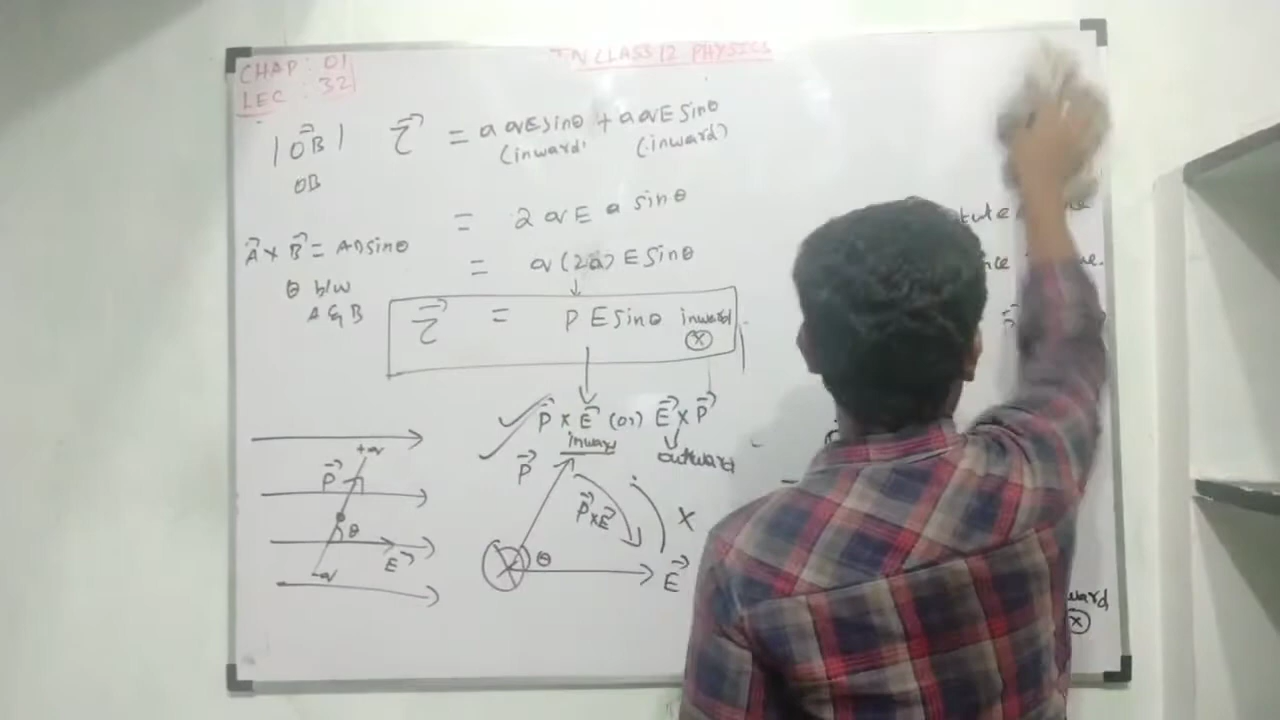 CHAP : 01
LEC : 32
TN CLASS 12 PHYSICS
|O⃗B| τ⃗ = a qE sinθ + a qE sinθ
(inward) (inward)
OB
= 2 qE a sinθ
A⃗ × B⃗ = AB sinθ
= q(2a) E sinθ
θ b/w
A & B
τ⃗ = P E sinθ inward
ⓧ
P⃗ × E⃗ (or) E⃗ × P⃗
inward
outward
+q
P⃗
θ
E⃗
-q
P⃗
P⃗×E⃗
X
θ
E⃗
ward
ⓧ